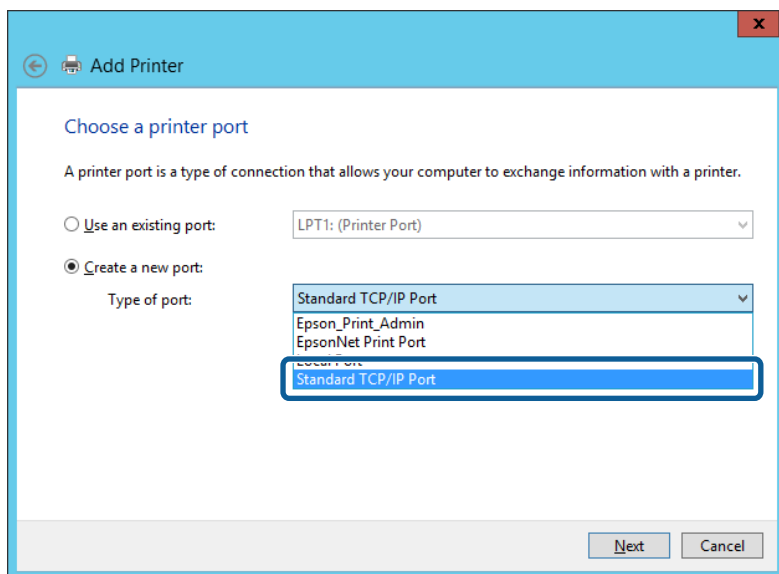 x
Add Printer
Choose a printer port
A printer port is a type of connection that allows your computer to exchange information with a printer.
Use an existing port: LPT1: (Printer Port)
Create a new port:
Type of port: Standard TCP/IP Port
Epson_Print_Admin
EpsonNet Print Port
Local Port
Standard TCP/IP Port
Next Cancel